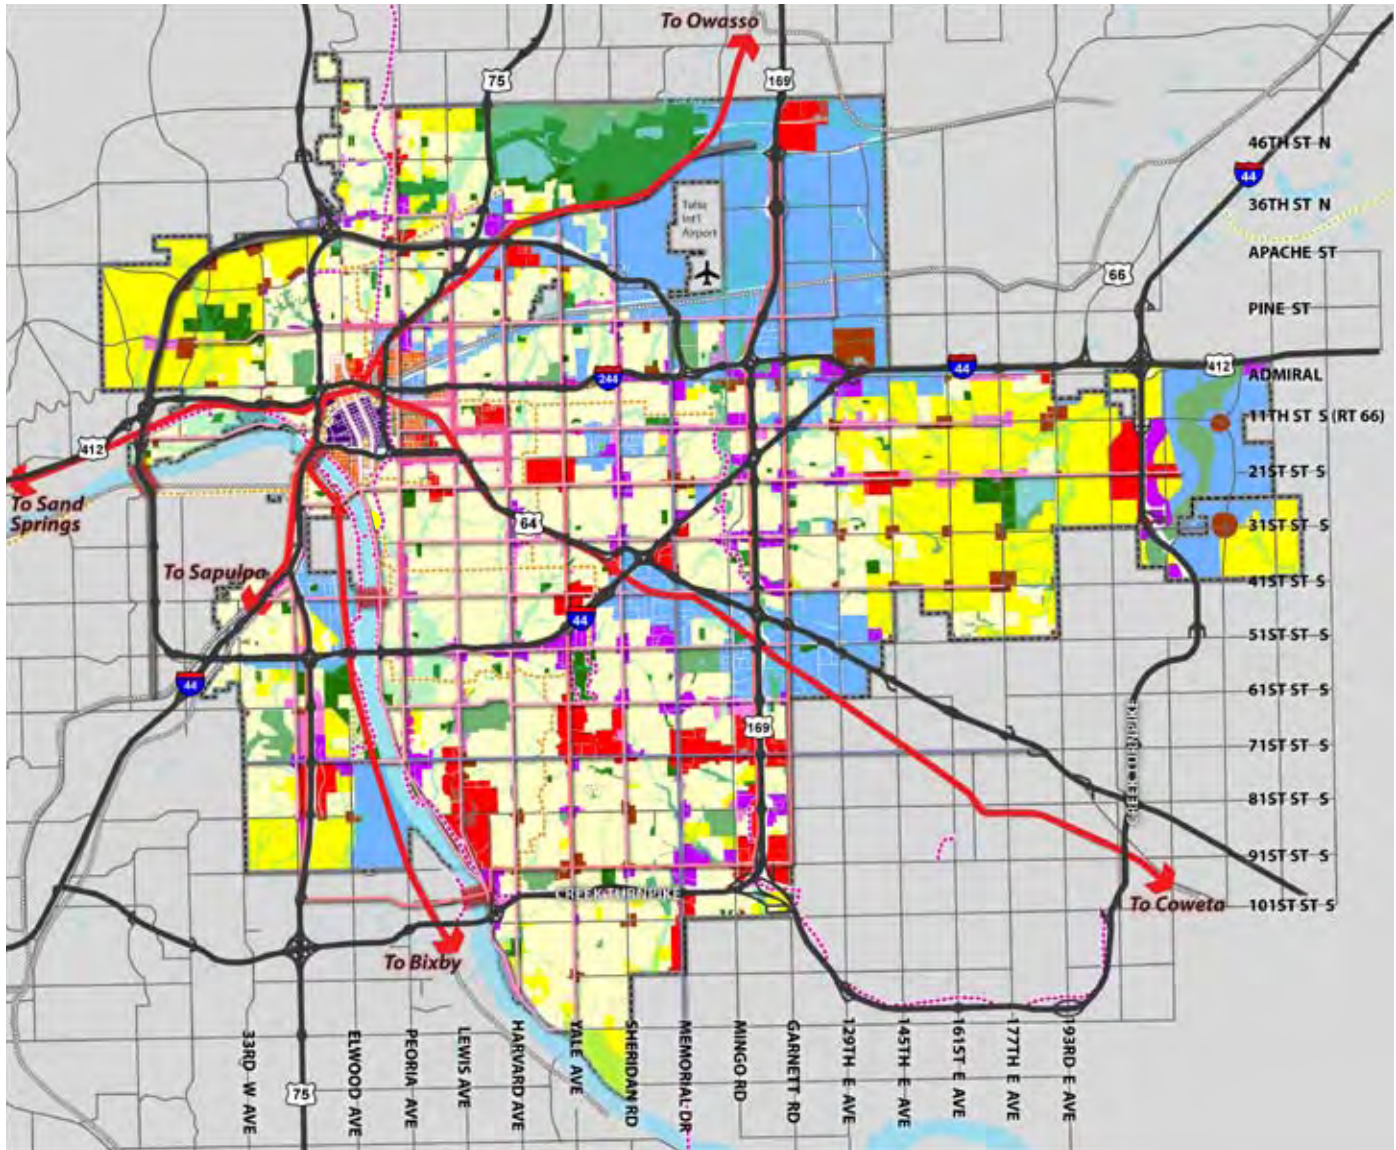 To Owasso
75
169
46TH ST N
44
36TH ST N
Tulsa
Int'l
Airport
APACHE ST
66
PINE ST
412
ADMIRAL
244
44
11TH ST S (RT 66)
412
21ST ST S
To Sand
Springs
64
31ST ST S
To Sapulpa
41ST ST S
44
51ST ST S
44
61ST ST S
169
71ST ST S
81ST ST S
91ST ST S
CREEK TURNPIKE
CREEK TURNPIKE
To Coweta
101ST ST S
To Bixby
75
33RD W AVE
ELWOOD AVE
PEORIA AVE
LEWIS AVE
HARVARD AVE
YALE AVE
SHERIDAN RD
MEMORIAL DR
MINGO RD
GARNETT RD
129TH E AVE
145TH E AVE
161ST E AVE
177TH E AVE
193RD E AVE